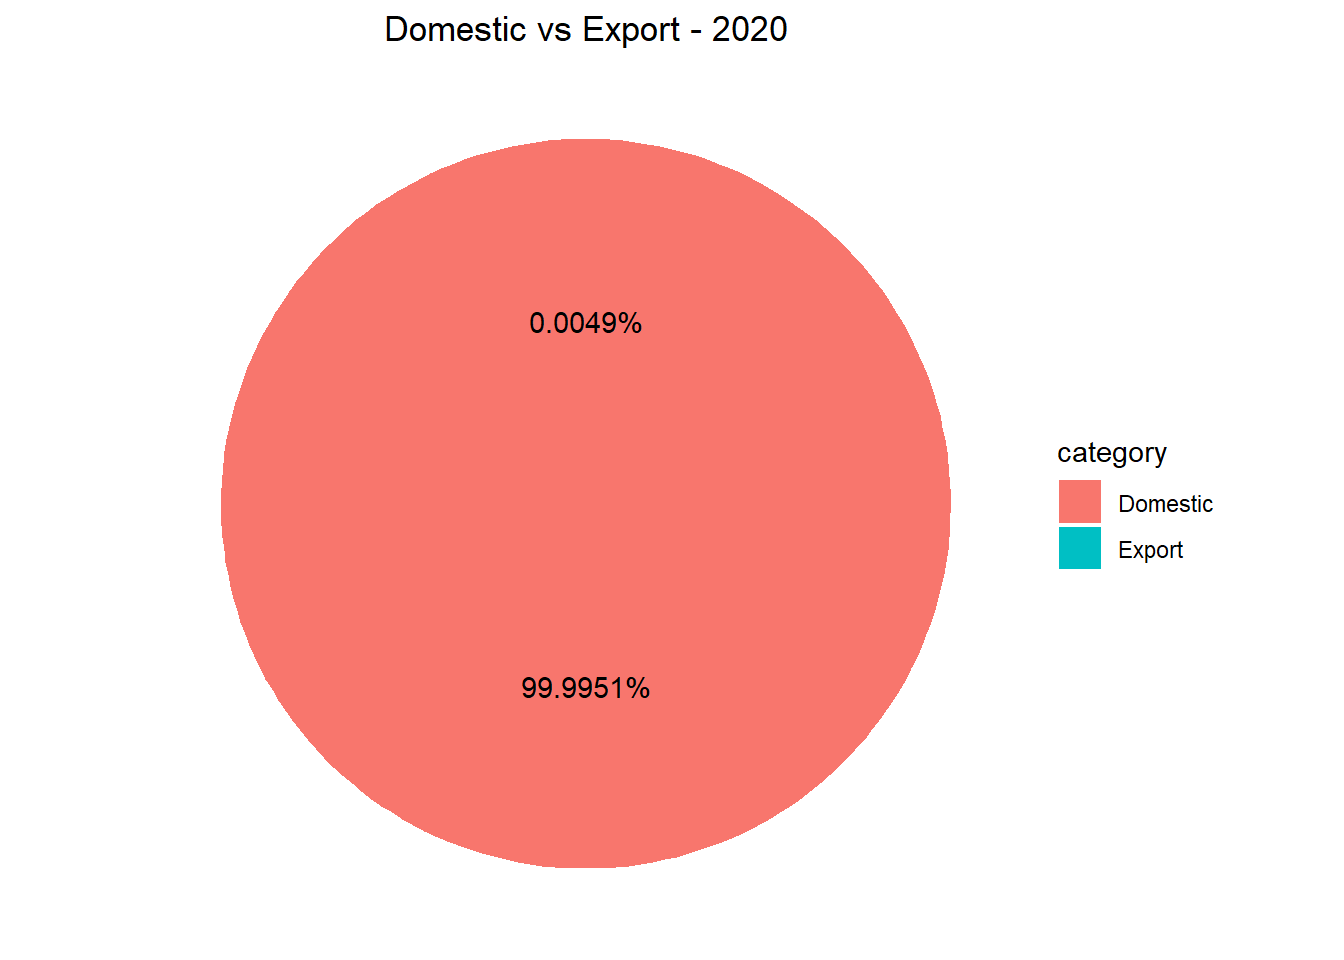 Domestic vs Export - 2020
0.0049%
99.9951%
category
Domestic
Export